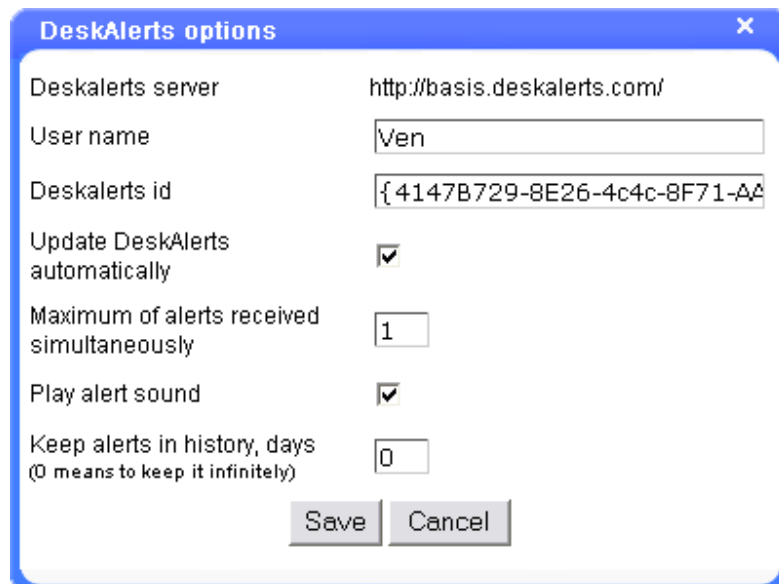 DeskAlerts options
Deskalerts server http://basis.deskalerts.com/
User name Ven
Deskalerts id {4147B729-8E26-4c4c-8F71-AA
Update DeskAlerts
automatically
Maximum of alerts received
simultaneously 1
Play alert sound
Keep alerts in history, days
(0 means to keep it infinitely) 0
Save Cancel